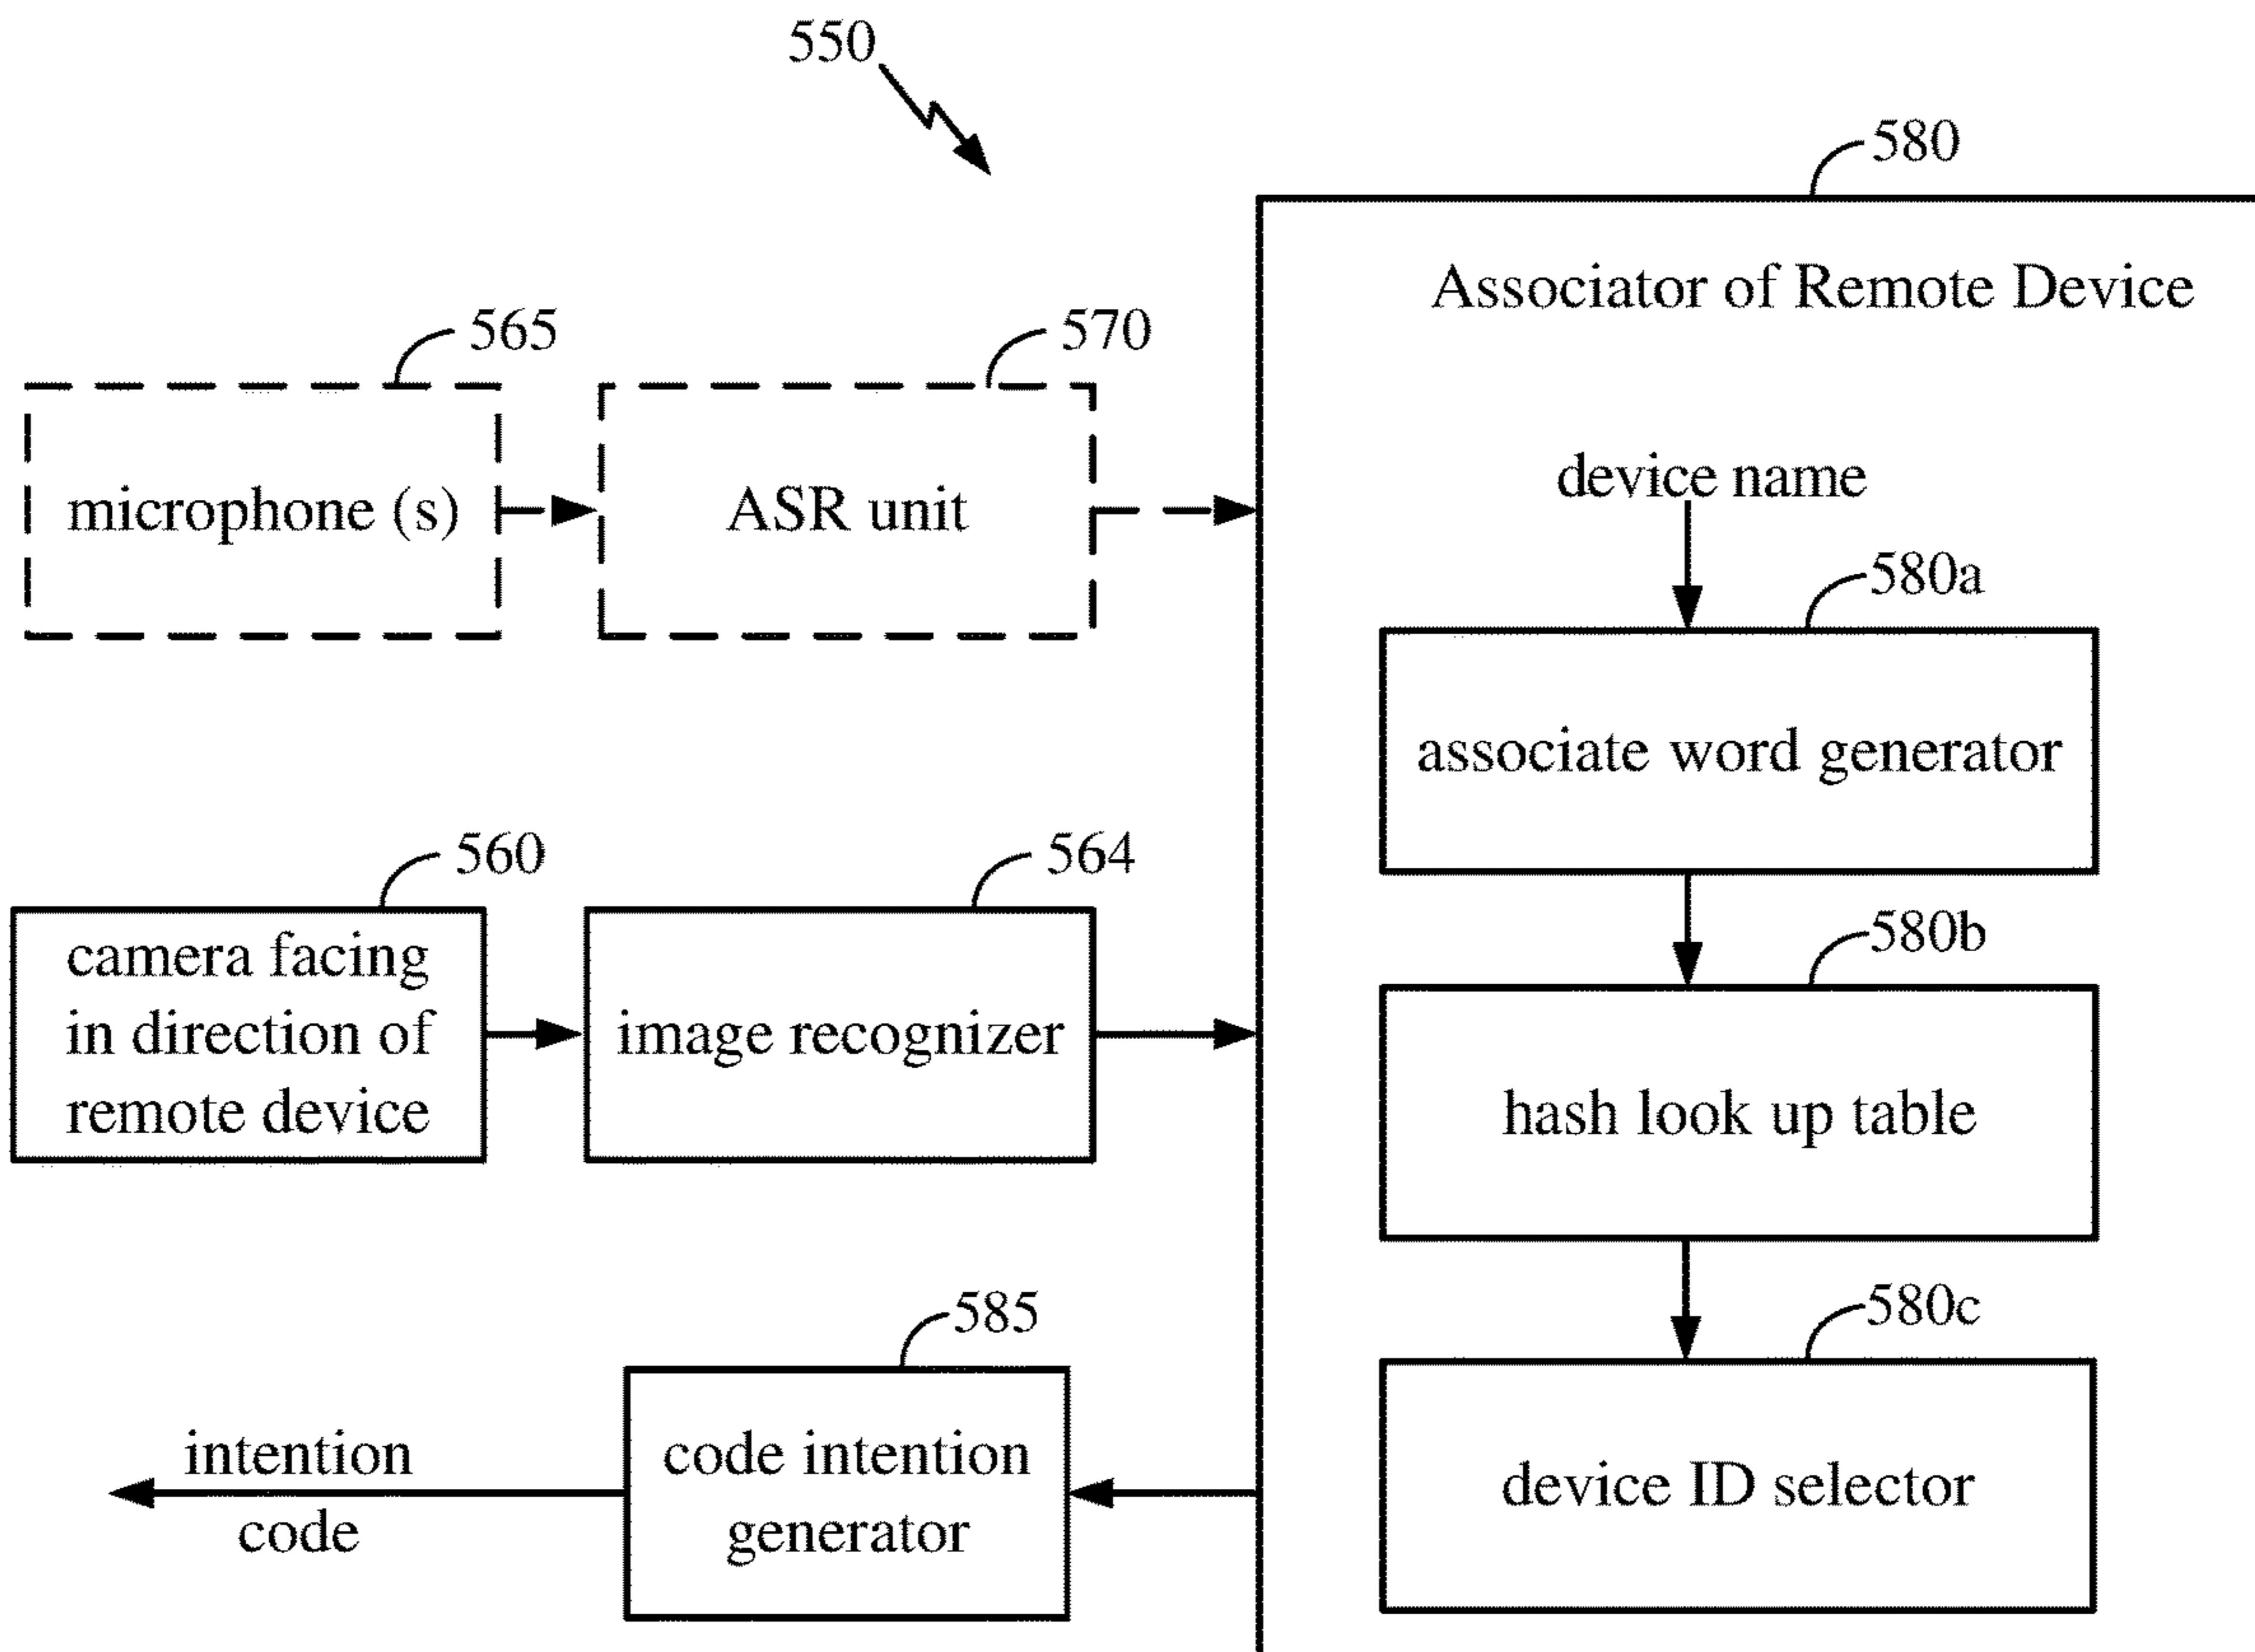 550
580
Associator of Remote Device
565
570
microphone (s)
ASR unit
device name
580a
associate word generator
560
564
camera facing
in direction of
remote device
image recognizer
580b
hash look up table
585
580c
code intention
generator
intention
code
device ID selector